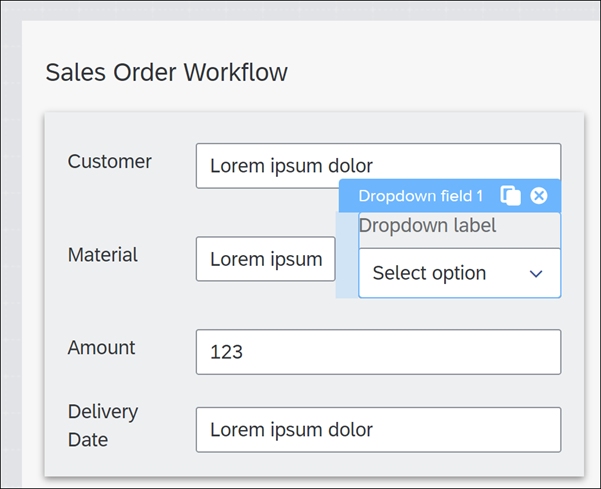 Sales Order Workflow
Customer
Lorem ipsum dolor
Dropdown field 1
Dropdown label
Material
Lorem ipsum
Select option
Amount
123
Delivery
Date
Lorem ipsum dolor